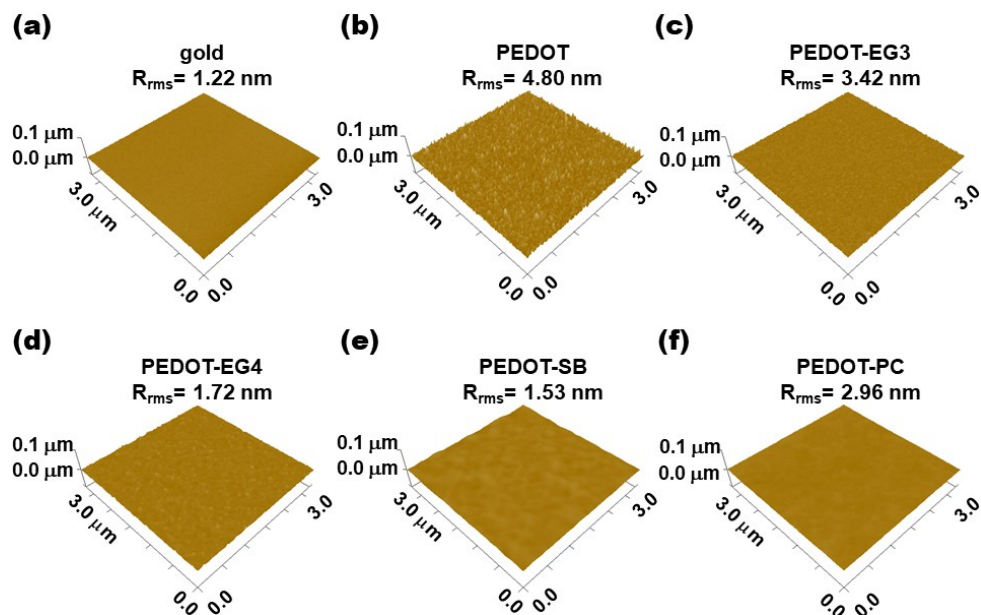 (a)
gold
Rrms= 1.22 nm
0.1 μm
0.0 μm
3.0 μm
3.0
0.0
0.0
(b)
PEDOT
Rrms= 4.80 nm
0.1 μm
0.0 μm
3.0 μm
3.0
0.0
0.0
(c)
PEDOT-EG3
Rrms= 3.42 nm
0.1 μm
0.0 μm
3.0 μm
3.0
0.0
0.0
(d)
PEDOT-EG4
Rrms= 1.72 nm
0.1 μm
0.0 μm
3.0 μm
3.0
0.0
0.0
(e)
PEDOT-SB
Rrms= 1.53 nm
0.1 μm
0.0 μm
3.0 μm
3.0
0.0
0.0
(f)
PEDOT-PC
Rrms= 2.96 nm
0.1 μm
0.0 μm
3.0 μm
3.0
0.0
0.0